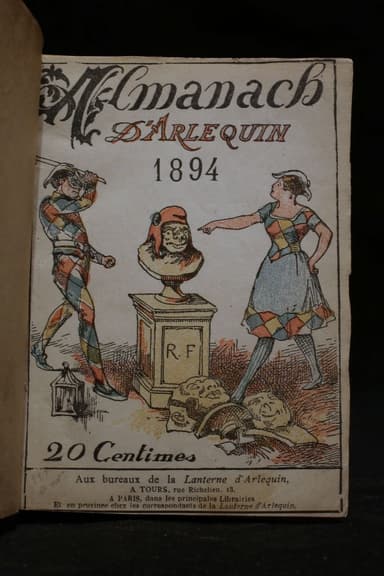 Almanach
D'ARLEQUIN
1894
R.F
20 Centimes
Aux bureaux de la Lanterne d'Arlequin,
A TOURS, rue Richelieu, 13.
A PARIS, dans les principales Librairies
Et en province chez les correspondants de la Lanterne d'Arlequin.